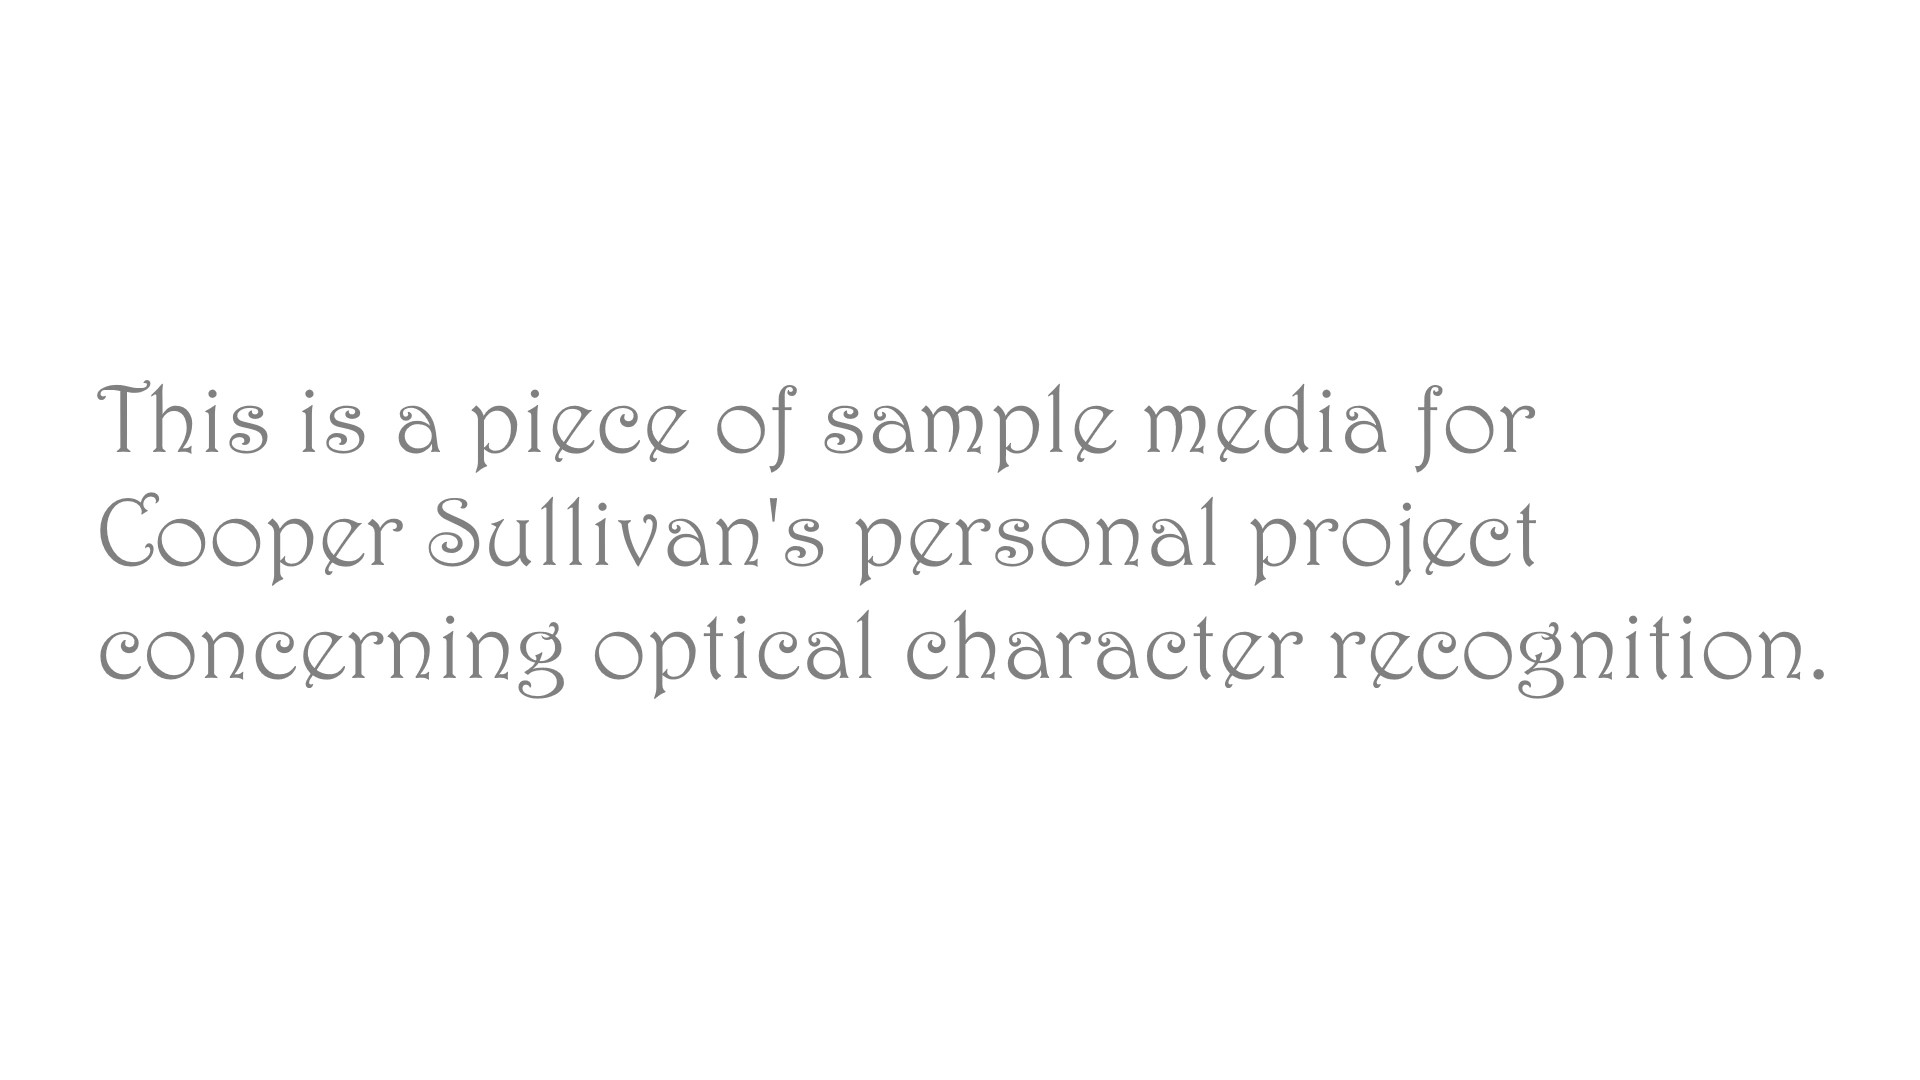 This is a piece of sample media for
Cooper Sullivan's personal project
concerning optical character recognition.